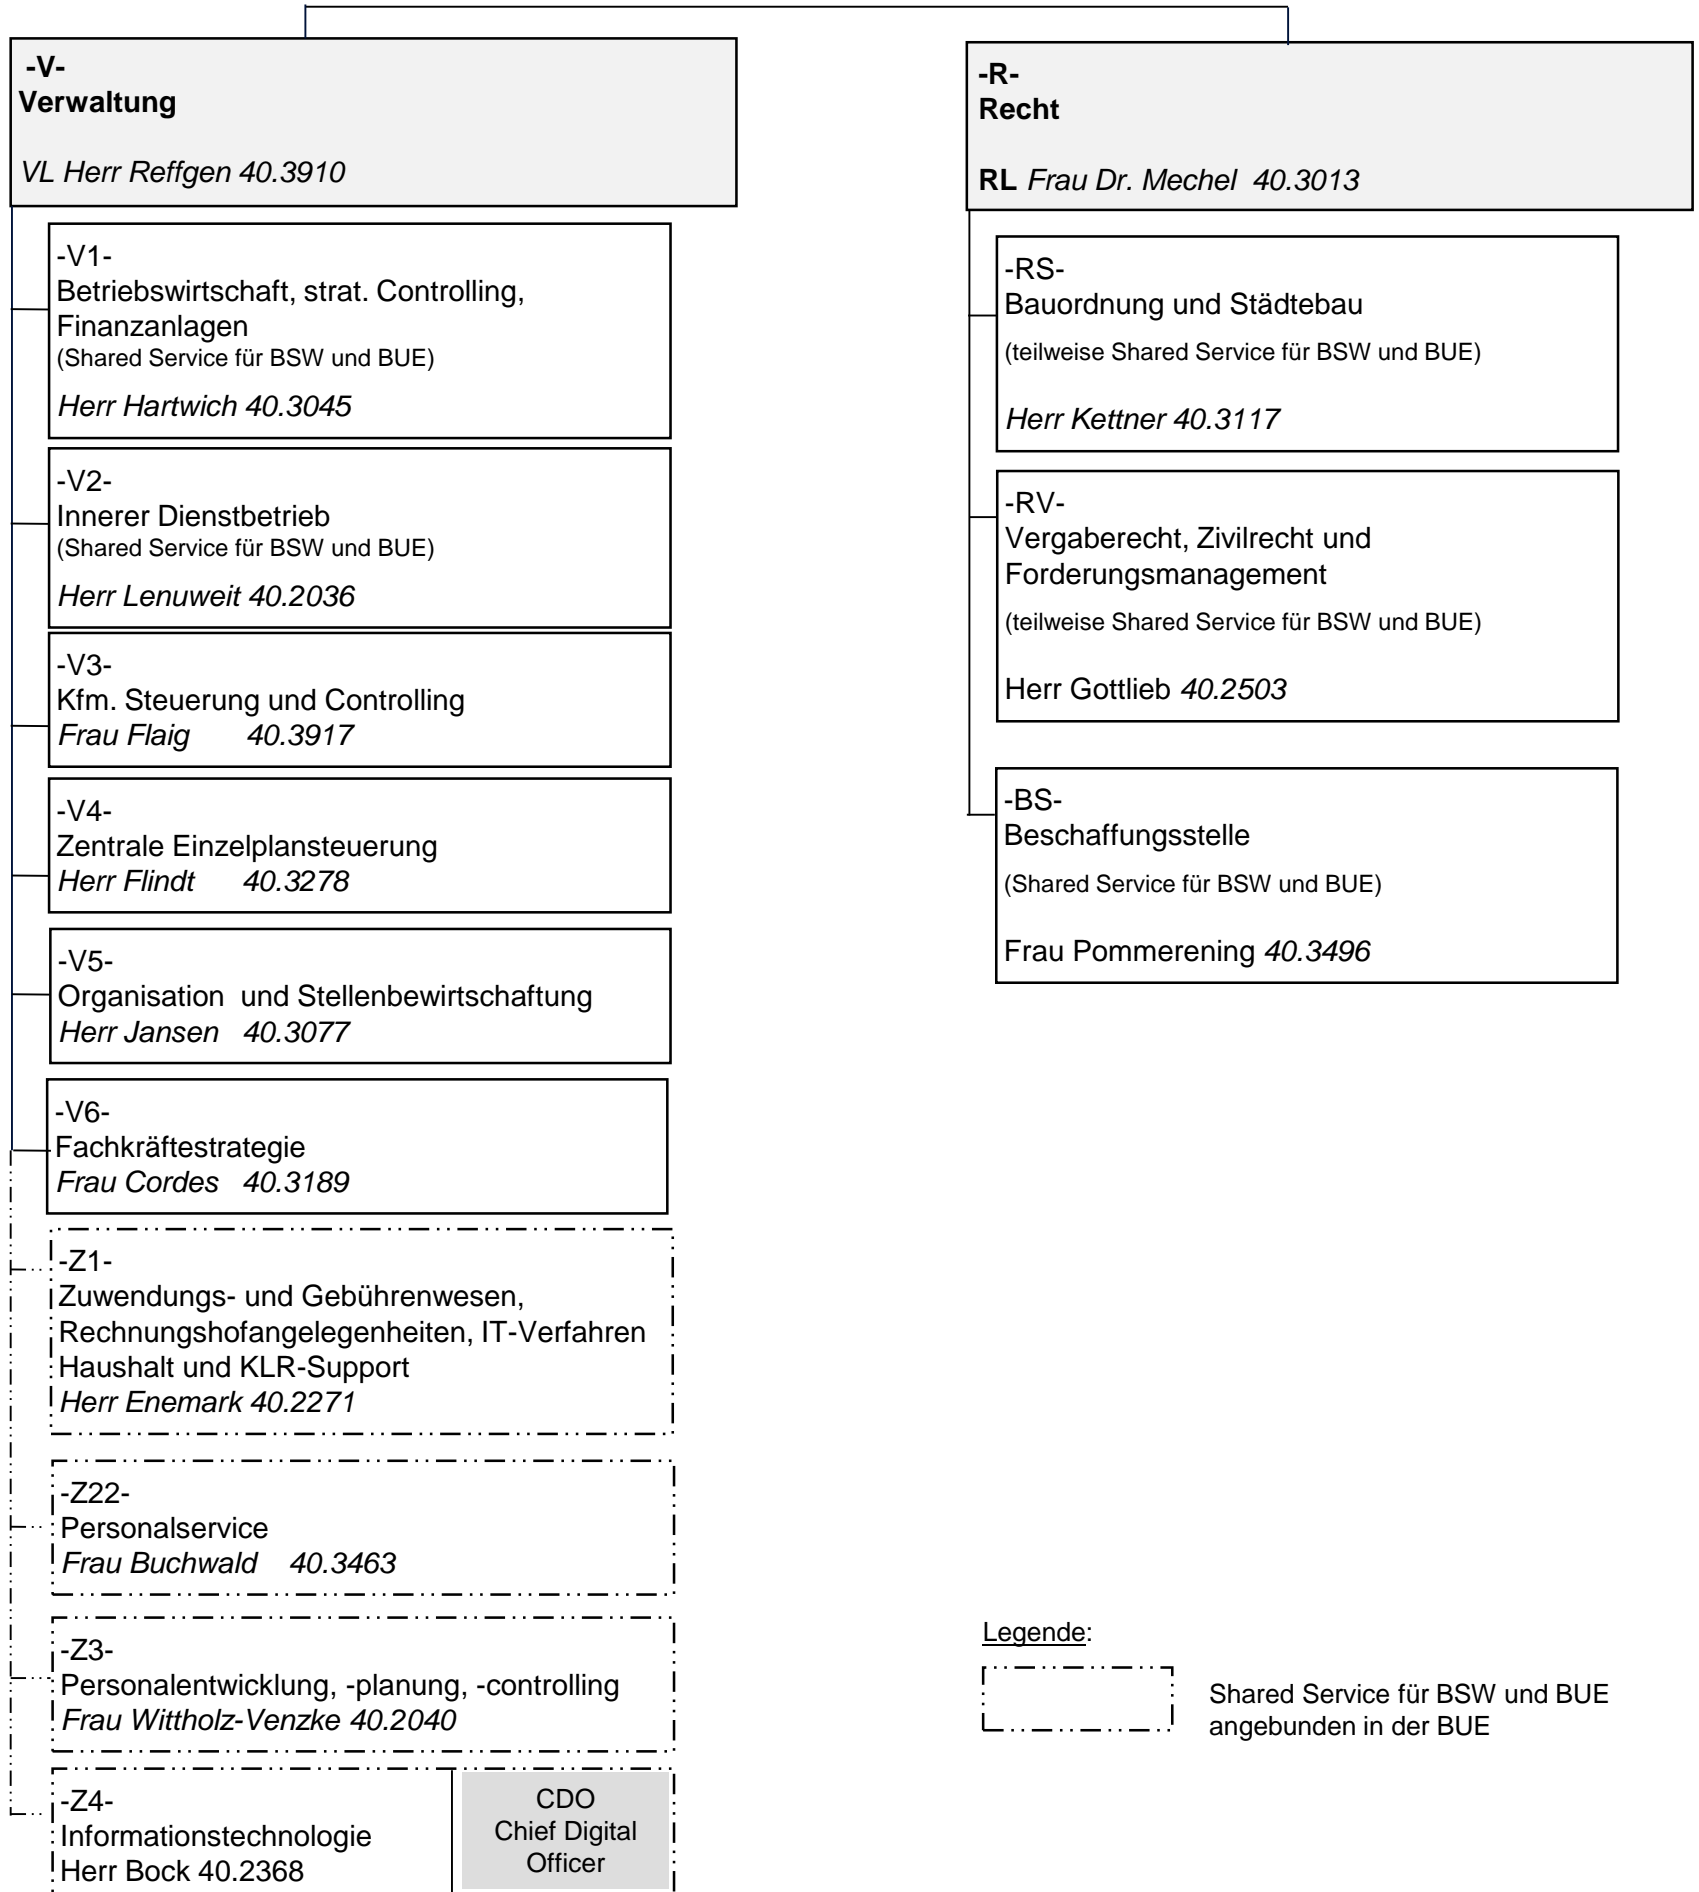 -V-
Verwaltung
VL Herr Reffgen 40.3910
-V1-
Betriebswirtschaft, strat. Controlling,
Finanzanlagen
(Shared Service für BSW und BUE)
Herr Hartwich 40.3045
-V2-
Innerer Dienstbetrieb
(Shared Service für BSW und BUE)
Herr Lenuweit 40.2036
-V3-
Kfm. Steuerung und Controlling
Frau Flaig 40.3917
-V4-
Zentrale Einzelplansteuerung
Herr Flindt 40.3278
-V5-
Organisation und Stellenbewirtschaftung
Herr Jansen 40.3077
-V6-
Fachkräftestrategie
Frau Cordes 40.3189
-Z1-
Zuwendungs- und Gebührenwesen,
Rechnungshofangelegenheiten, IT-Verfahren
Haushalt und KLR-Support
Herr Enemark 40.2271
-Z22-
Personalservice
Frau Buchwald 40.3463
-Z3-
Personalentwicklung, -planung, -controlling
Frau Wittholz-Venzke 40.2040
-Z4-
Informationstechnologie
Herr Bock 40.2368
CDO
Chief Digital
Officer
-R-
Recht
RL Frau Dr. Mechel 40.3013
-RS-
Bauordnung und Städtebau
(teilweise Shared Service für BSW und BUE)
Herr Kettner 40.3117
-RV-
Vergaberecht, Zivilrecht und
Forderungsmanagement
(teilweise Shared Service für BSW und BUE)
Herr Gottlieb 40.2503
-BS-
Beschaffungsstelle
(Shared Service für BSW und BUE)
Frau Pommerening 40.3496
Legende:
Shared Service für BSW und BUE
angebunden in der BUE